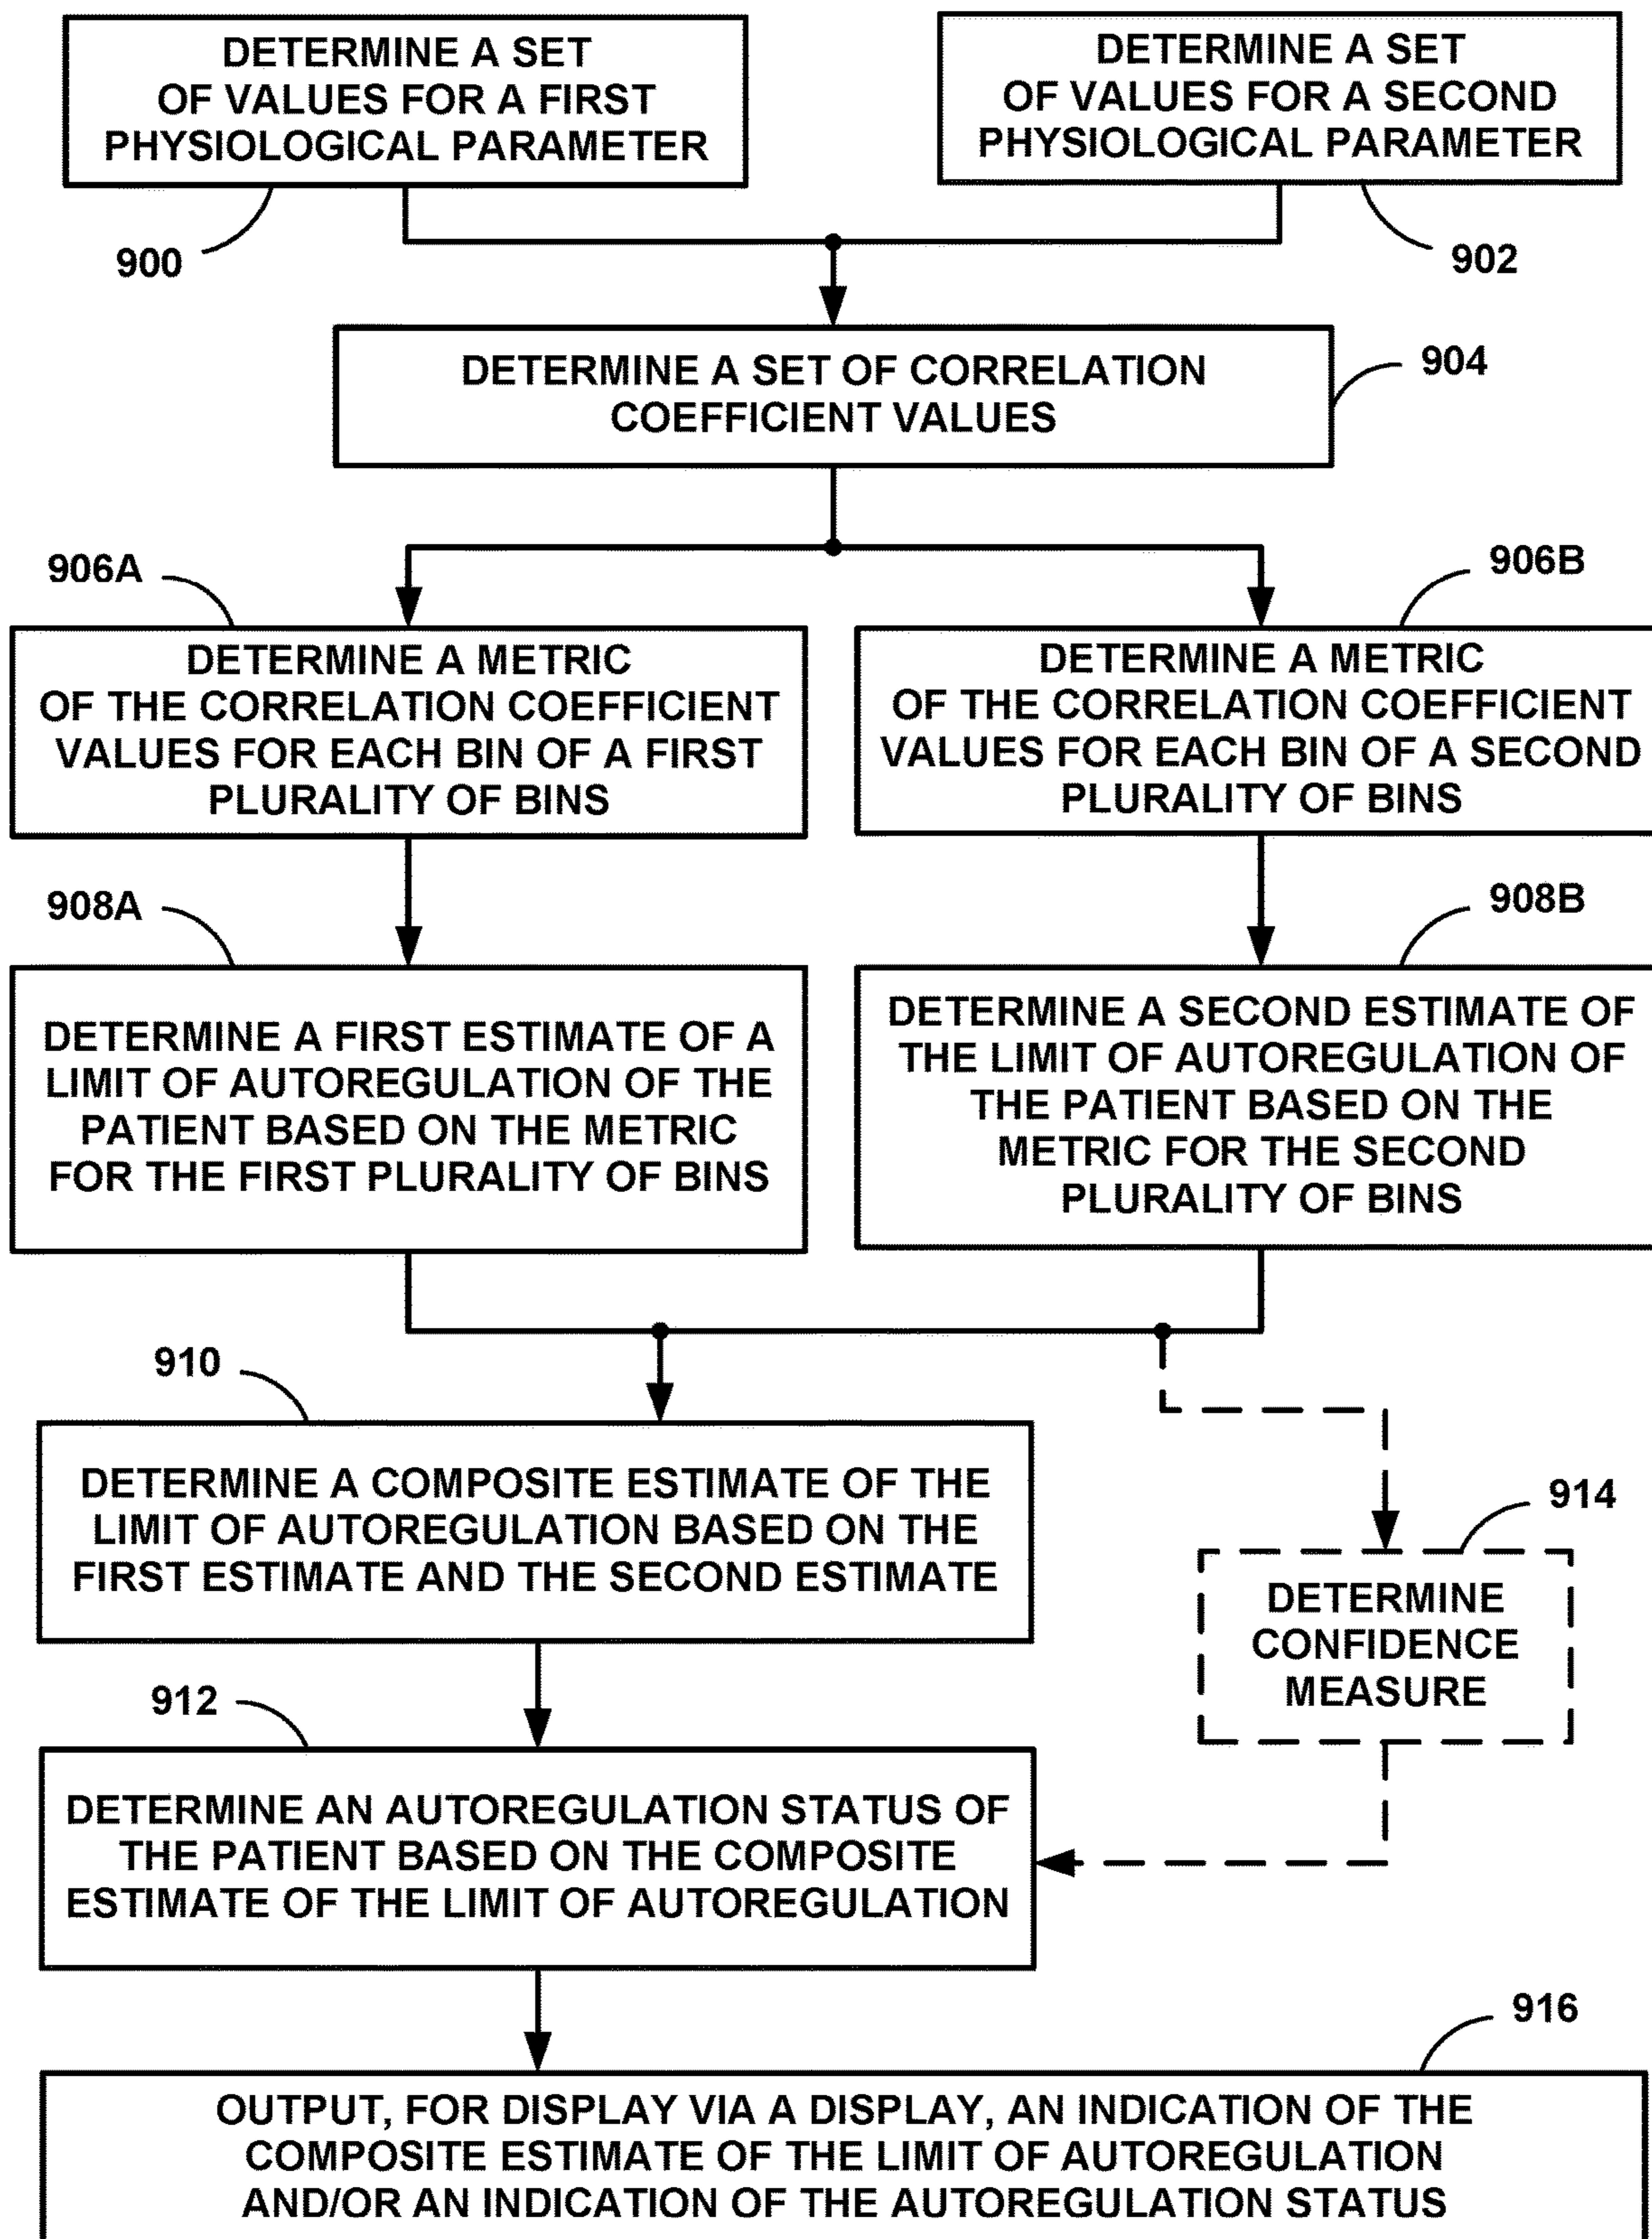 DETERMINE A SET
OF VALUES FOR A FIRST
PHYSIOLOGICAL PARAMETER
900
DETERMINE A SET
OF VALUES FOR A SECOND
PHYSIOLOGICAL PARAMETER
902
DETERMINE A SET OF CORRELATION
COEFFICIENT VALUES
904
906A
DETERMINE A METRIC
OF THE CORRELATION COEFFICIENT
VALUES FOR EACH BIN OF A FIRST
PLURALITY OF BINS
906B
DETERMINE A METRIC
OF THE CORRELATION COEFFICIENT
VALUES FOR EACH BIN OF A SECOND
PLURALITY OF BINS
908A
DETERMINE A FIRST ESTIMATE OF A
LIMIT OF AUTOREGULATION OF THE
PATIENT BASED ON THE METRIC
FOR THE FIRST PLURALITY OF BINS
908B
DETERMINE A SECOND ESTIMATE OF
THE LIMIT OF AUTOREGULATION OF
THE PATIENT BASED ON THE
METRIC FOR THE SECOND
PLURALITY OF BINS
910
DETERMINE A COMPOSITE ESTIMATE OF THE
LIMIT OF AUTOREGULATION BASED ON THE
FIRST ESTIMATE AND THE SECOND ESTIMATE
914
DETERMINE
CONFIDENCE
MEASURE
912
DETERMINE AN AUTOREGULATION STATUS OF
THE PATIENT BASED ON THE COMPOSITE
ESTIMATE OF THE LIMIT OF AUTOREGULATION
916
OUTPUT, FOR DISPLAY VIA A DISPLAY, AN INDICATION OF THE
COMPOSITE ESTIMATE OF THE LIMIT OF AUTOREGULATION
AND/OR AN INDICATION OF THE AUTOREGULATION STATUS